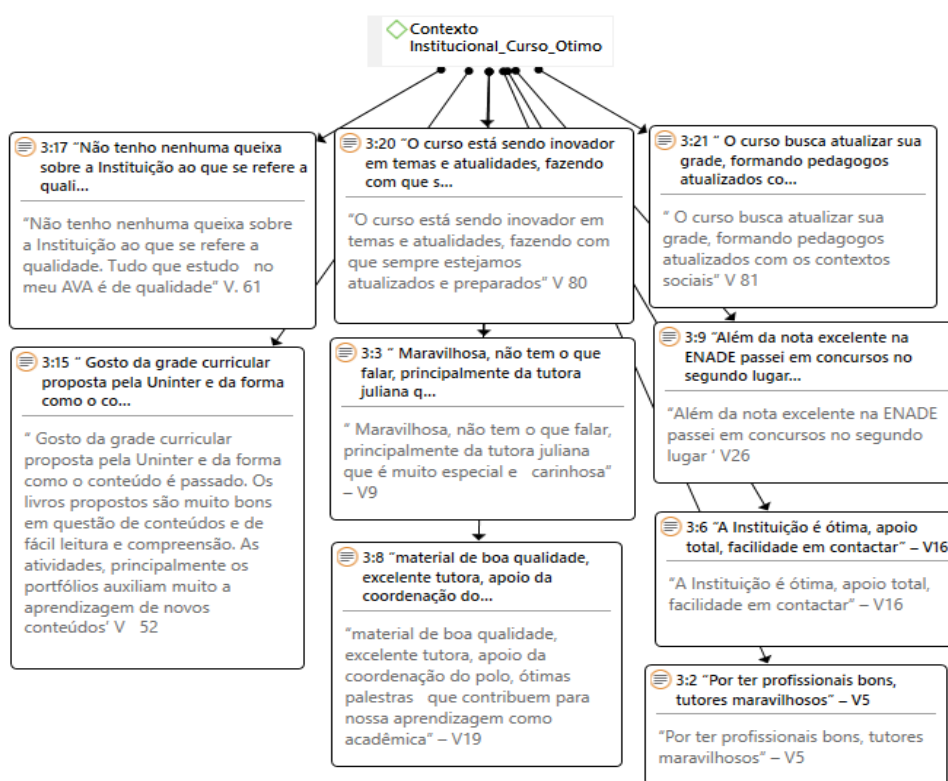 Contexto
Institucional_Curso_Otimo
3:17 "Não tenho nenhuma queixa
sobre a Instituição ao que se refere a
quali...
"Não tenho nenhuma queixa sobre
a Instituição ao que se refere a
qualidade. Tudo que estudo no
meu AVA é de qualidade" V. 61
3:15 " Gosto da grade curricular
proposta pela Uninter e da forma
como o co...
" Gosto da grade curricular
proposta pela Uninter e da forma
como o conteúdo é passado. Os
livros propostos são muito bons
em questão de conteúdos e de
fácil leitura e compreensão. As
atividades, principalmente os
portfólios auxiliam muito a
aprendizagem de novos
conteúdos' V 52
3:20 "O curso está sendo inovador
em temas e atualidades, fazendo
com que s...
"O curso está sendo inovador em
temas e atualidades, fazendo com
que sempre estejamos
atualizados e preparados" V 80
3:3 " Maravilhosa, não tem o que
falar, principalmente da tutora
juliana q...
" Maravilhosa, não tem o que falar,
principalmente da tutora juliana
que é muito especial e carinhosa"
– V9
3:8 "material de boa qualidade,
excelente tutora, apoio da
coordenação do...
"material de boa qualidade,
excelente tutora, apoio da
coordenação do polo, ótimas
palestras que contribuem para
nossa aprendizagem como
acadêmica" – V19
3:21 " O curso busca atualizar sua
grade, formando pedagogos
atualizados co...
" O curso busca atualizar sua
grade, formando pedagogos
atualizados com os contextos
sociais" V 81
3:9 "Além da nota excelente na
ENADE passei em concursos no
segundo lugar...
"Além da nota excelente na ENADE
passei em concursos no segundo
lugar ' V26
3:6 "A Instituição é ótima, apoio
total, facilidade em contactar" – V16
"A Instituição é ótima, apoio total,
facilidade em contactar" – V16
3:2 "Por ter profissionais bons,
tutores maravilhosos" – V5
"Por ter profissionais bons, tutores
maravilhosos" – V5